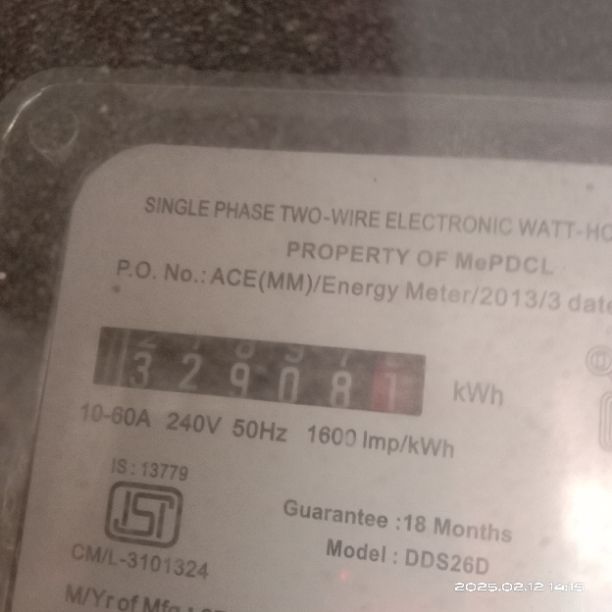 SINGLE PHASE TWO-WIRE ELECTRONIC WATT-HO
PROPERTY OF MePDCL
P.O. No.: ACE(MM)/Energy Meter/2013/3 date
329081 kWh
10-60A 240V 50Hz 1600 Imp/kWh
IS : 13779
ISI
CM/L-3101324
Guarantee :18 Months
Model : DDS26D
M/Yr of Mfg
2025.02.12 14:15